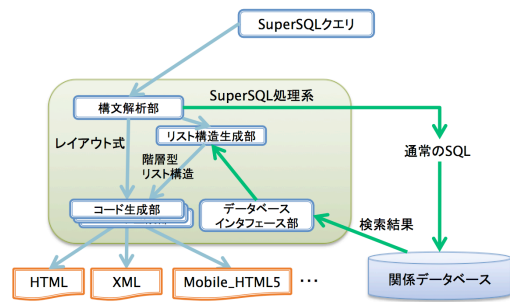 SuperSQLクエリ
SuperSQL処理系
構文解析部
レイアウト式
リスト構造生成部
通常のSQL
階層型
リスト構造
コード生成部
データベース
インタフェース部
検索結果
HTML
XML
Mobile_HTML5
…
関係データベース